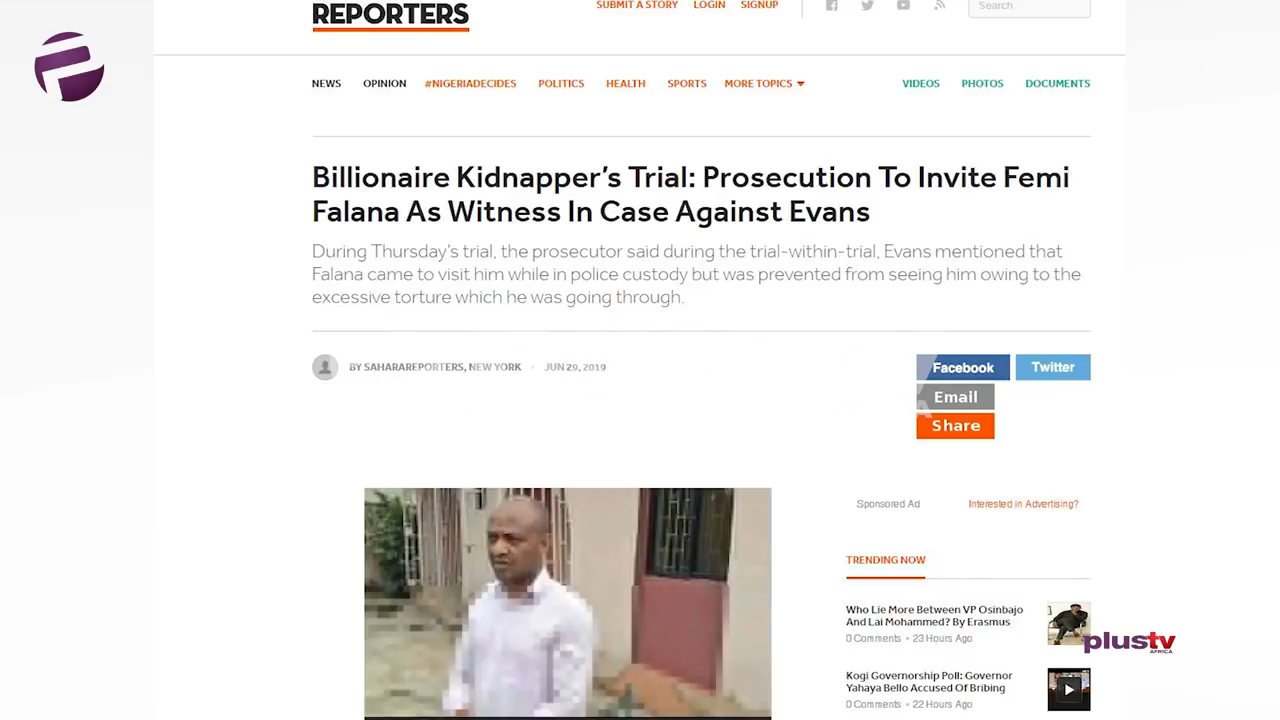 REPORTERS
SUBMIT A STORY LOGIN SIGNUP
Search
NEWS OPINION #NIGERIADECIDES POLITICS HEALTH SPORTS MORE TOPICS VIDEOS PHOTOS DOCUMENTS
Billionaire Kidnapper’s Trial: Prosecution To Invite Femi
Falana As Witness In Case Against Evans
During Thursday’s trial, the prosecutor said during the trial-within-trial, Evans mentioned that
Falana came to visit him while in police custody but was prevented from seeing him owing to the
excessive torture which he was going through.
BY SAHARAREPORTERS, NEW YORK • JUN 29, 2019
Facebook Twitter
Email
Share
Sponsored Ad Interested in Advertising?
TRENDING NOW
Who Lie More Between VP Osinbajo
And Lai Mohammed? By Erasmus
0 Comments • 23 Hours Ago
Kogi Governorship Poll: Governor
Yahaya Bello Accused Of Bribing
0 Comments • 22 Hours Ago
plustv
AFRICA